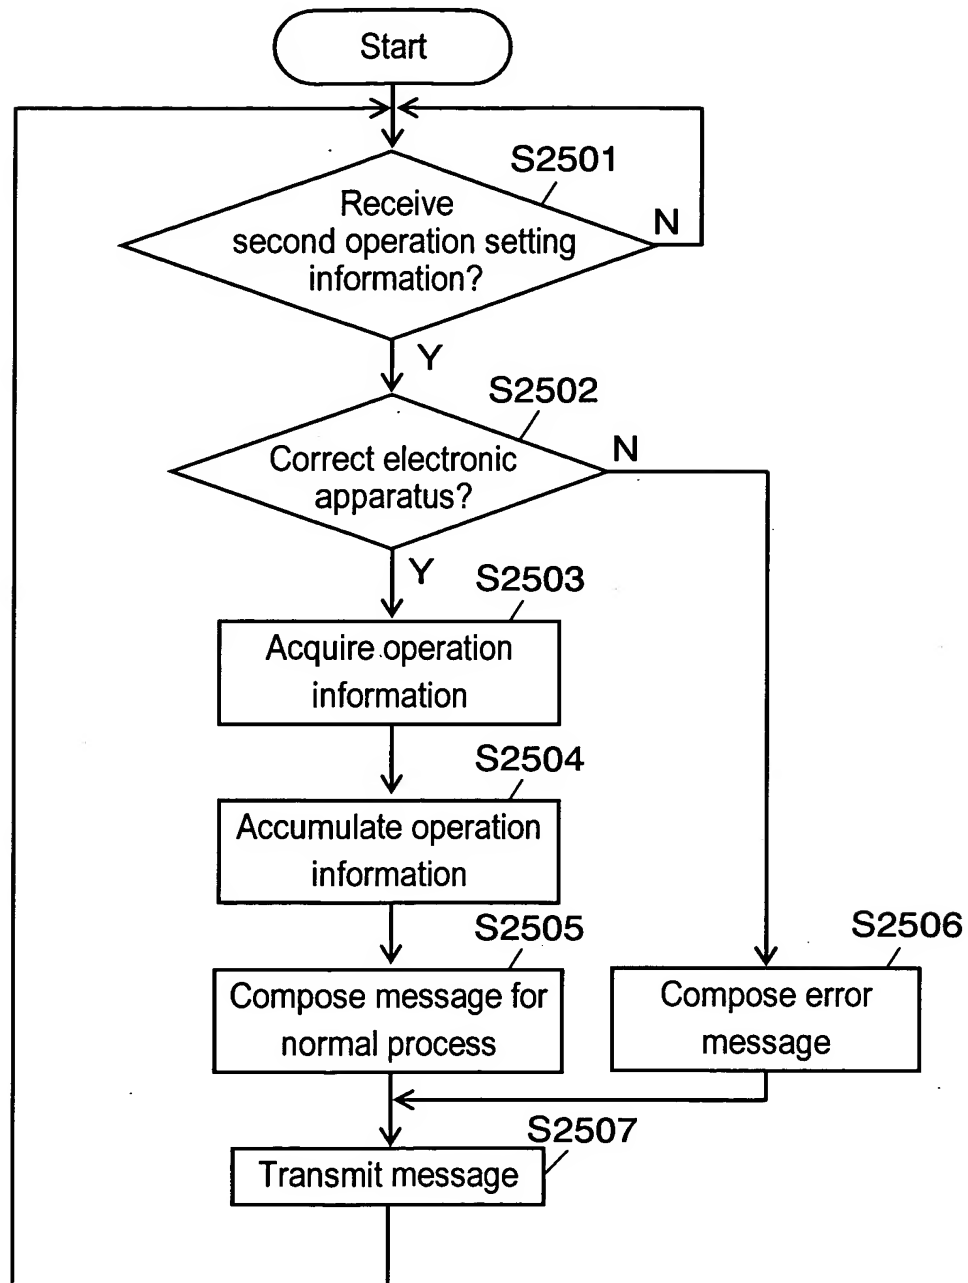 Start
S2501
Receive
second operation setting
information?
N
Y
S2502
Correct electronic
apparatus?
N
Y
S2503
Acquire operation
information
S2504
Accumulate operation
information
S2505
Compose message for
normal process
S2506
Compose error
message
S2507
Transmit message